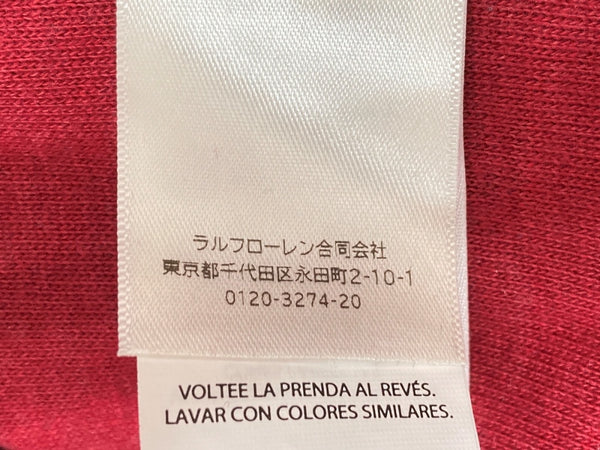 ラルフローレン合同会社
東京都千代田区永田町2-10-1
0120-3274-20
VOLTEE LA PRENDA AL REVÉS.
LAVAR CON COLORES SIMILARES.